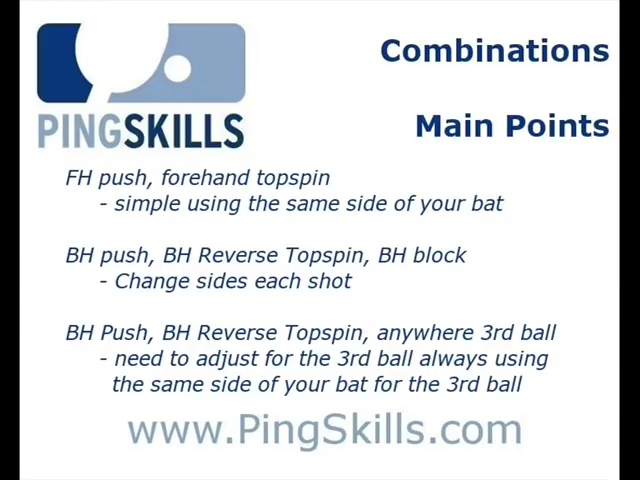 Combinations
PINGSKILLS
Main Points
FH push, forehand topspin
- simple using the same side of your bat
BH push, BH Reverse Topspin, BH block
- Change sides each shot
BH Push, BH Reverse Topspin, anywhere 3rd ball
- need to adjust for the 3rd ball always using
the same side of your bat for the 3rd ball
www.PingSkills.com